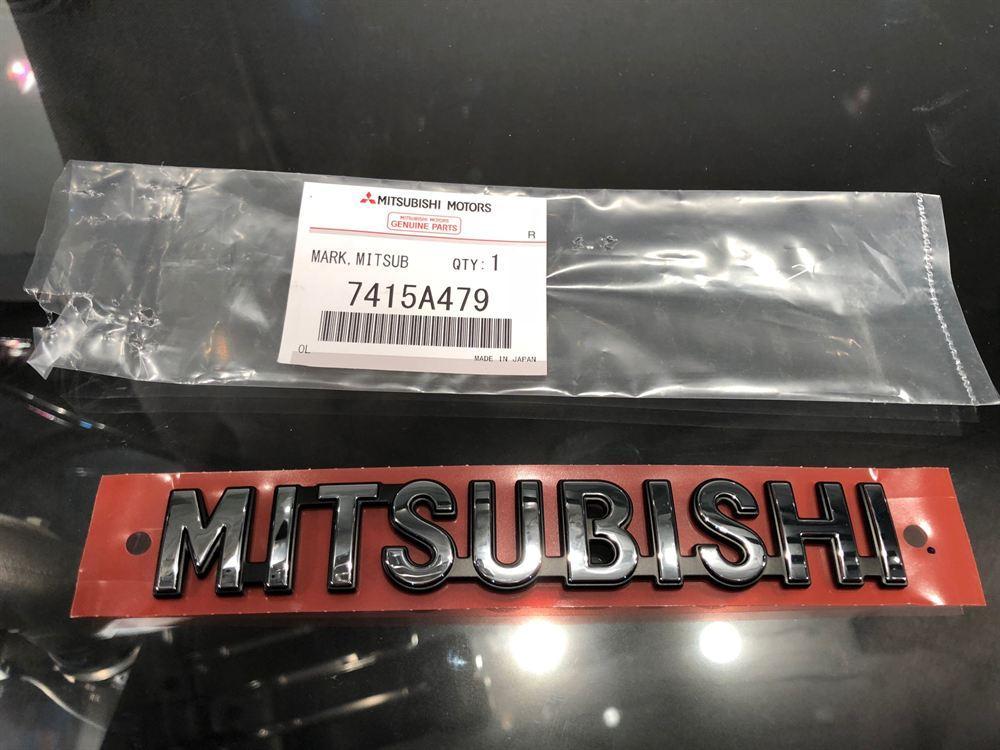 MITSUBISHI MOTORS
MITSUBISHI MOTORS
GENUINE PARTS
R
MARK,MITSUB QTY:1
7415A479
OL
MADE IN JAPAN
MITSUBISHI